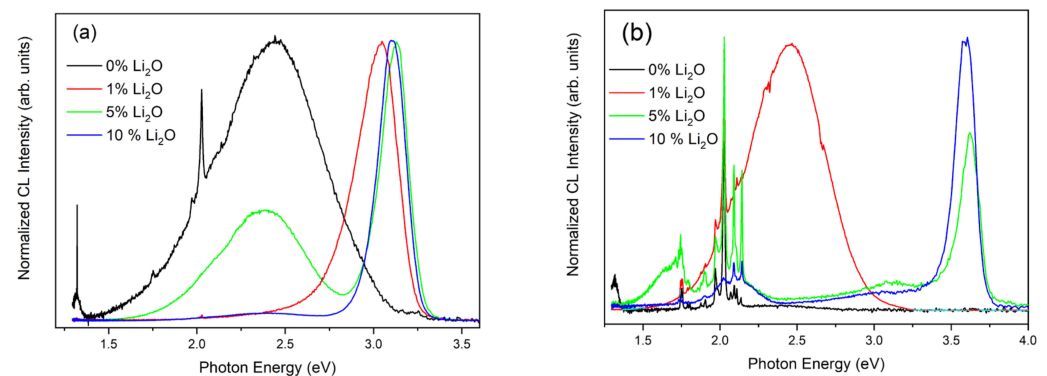 (a)
0% Li₂O
1% Li₂O
5% Li₂O
10 % Li₂O
Normalized CL Intensity (arb. units)
1.5 2.0 2.5 3.0 3.5
Photon Energy (eV)
(b)
0% Li₂O
1% Li₂O
5% Li₂O
10 % Li₂O
Normalized CL Intensity (arb. units)
1.5 2.0 2.5 3.0 3.5 4.0
Photon Energy (eV)